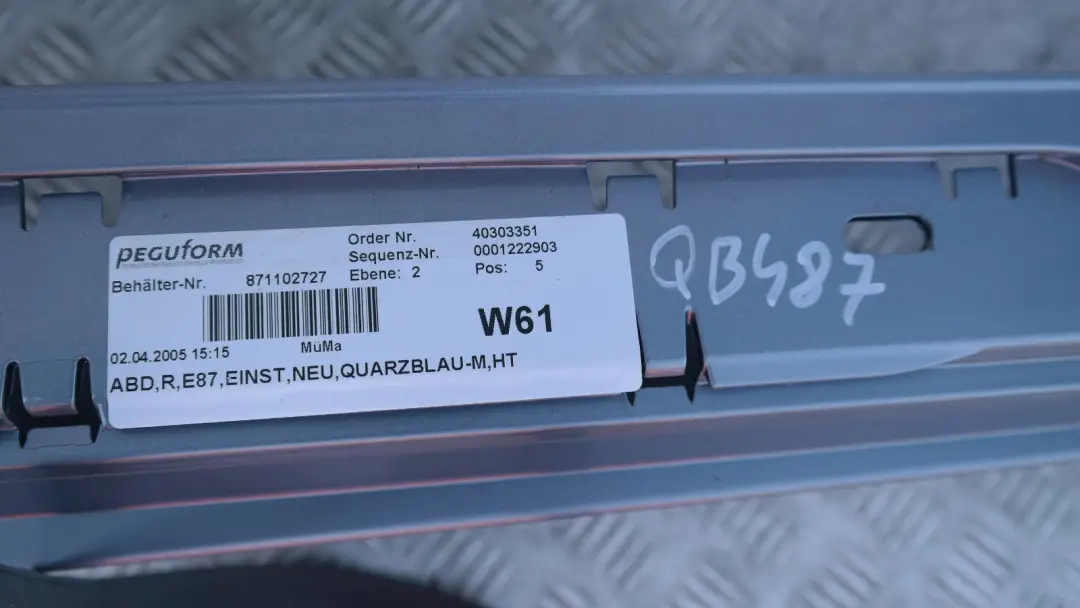 PEGUFORM
Order Nr. 40303351
Sequenz-Nr. 0001222903
Behälter-Nr. 871102727 Ebene: 2 Pos: 5
W61
02.04.2005 15:15 MüMa
ABD,R,E87,EINST,NEU,QUARZBLAU-M,HT
QB487